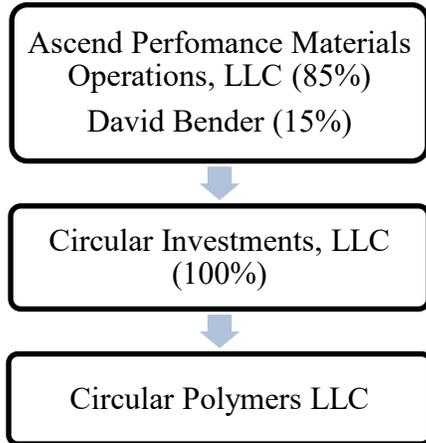 Ascend Perfomance Materials
Operations, LLC (85%)
David Bender (15%)
Circular Investments, LLC
(100%)
Circular Polymers LLC